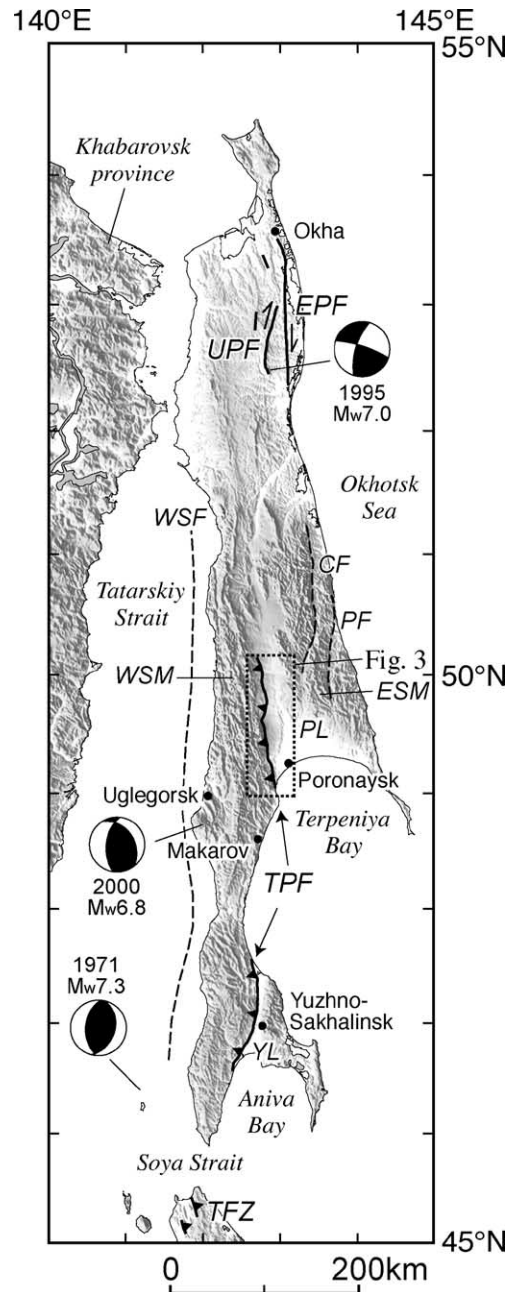 140°E
145°E
55°N
Khabarovsk
province
Okha
EPF
UPF
1995
Mw7.0
Okhotsk
Sea
WSF
CF
Tatarskiy
Strait
PF
WSM
Fig. 3
50°N
ESM
PL
Poronaysk
Uglegorsk
Terpeniya
Bay
Makarov
2000
Mw6.8
TPF
1971
Mw7.3
Yuzhno-
Sakhalinsk
YL
Aniva
Bay
Soya Strait
TFZ
45°N
0
200km